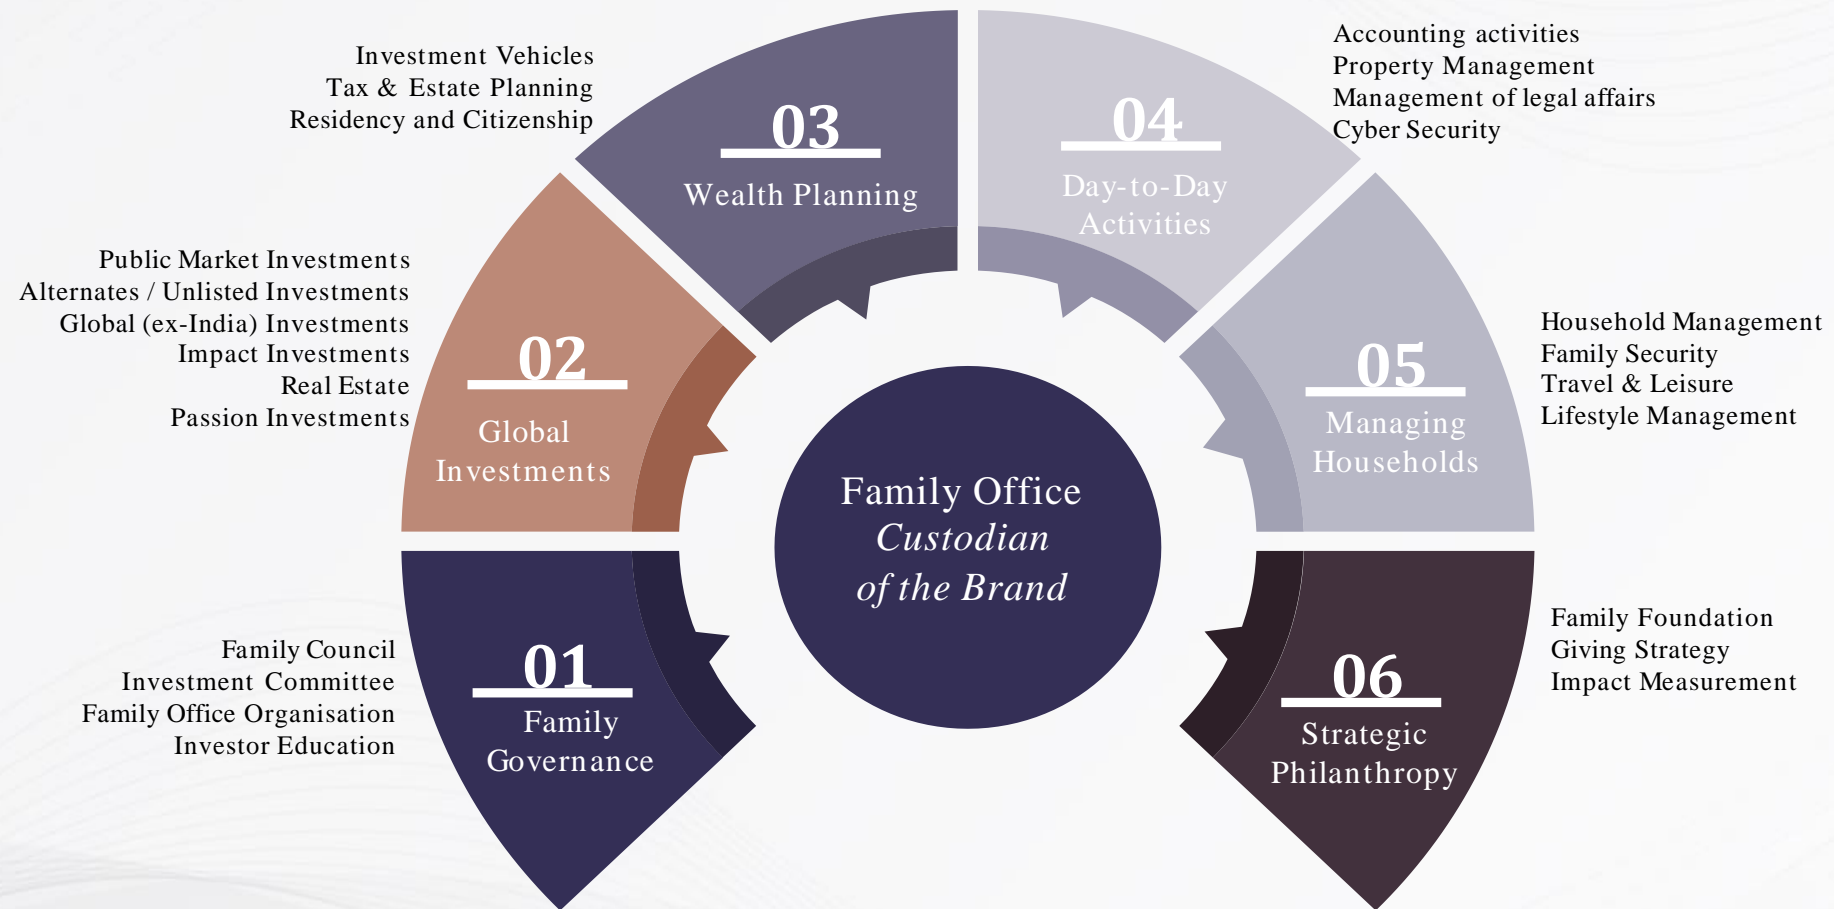 Investment Vehicles
Tax & Estate Planning
Residency and Citizenship
03
Wealth Planning
04
Day-to-Day
Activities
Accounting activities
Property Management
Management of legal affairs
Cyber Security
Public Market Investments
Alternates / Unlisted Investments
Global (ex-India) Investments
Impact Investments
Real Estate
Passion Investments
02
Global
Investments
05
Managing
Households
Household Management
Family Security
Travel & Leisure
Lifestyle Management
Family Office
Custodian
of the Brand
Family Council
Investment Committee
Family Office Organisation
Investor Education
01
Family
Governance
06
Strategic
Philanthropy
Family Foundation
Giving Strategy
Impact Measurement